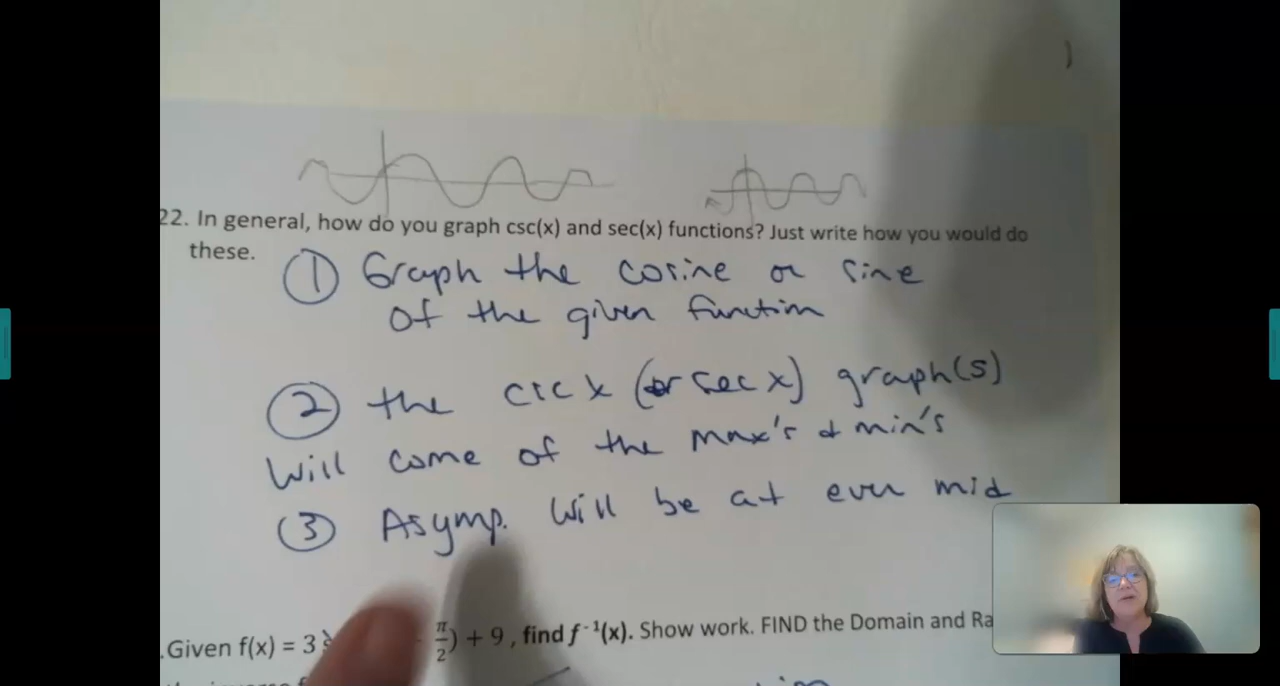 22. In general, how do you graph csc(x) and sec(x) functions? Just write how you would do
these.
① Graph the cosine or sine
of the given function
② the csc x (or sec x) graph(s)
Will come of the max's & min's
③ Asymp. will be at ever mid
.Given f(x) = 3 π/2) + 9 , find f⁻¹(x). Show work. FIND the Domain and Ra